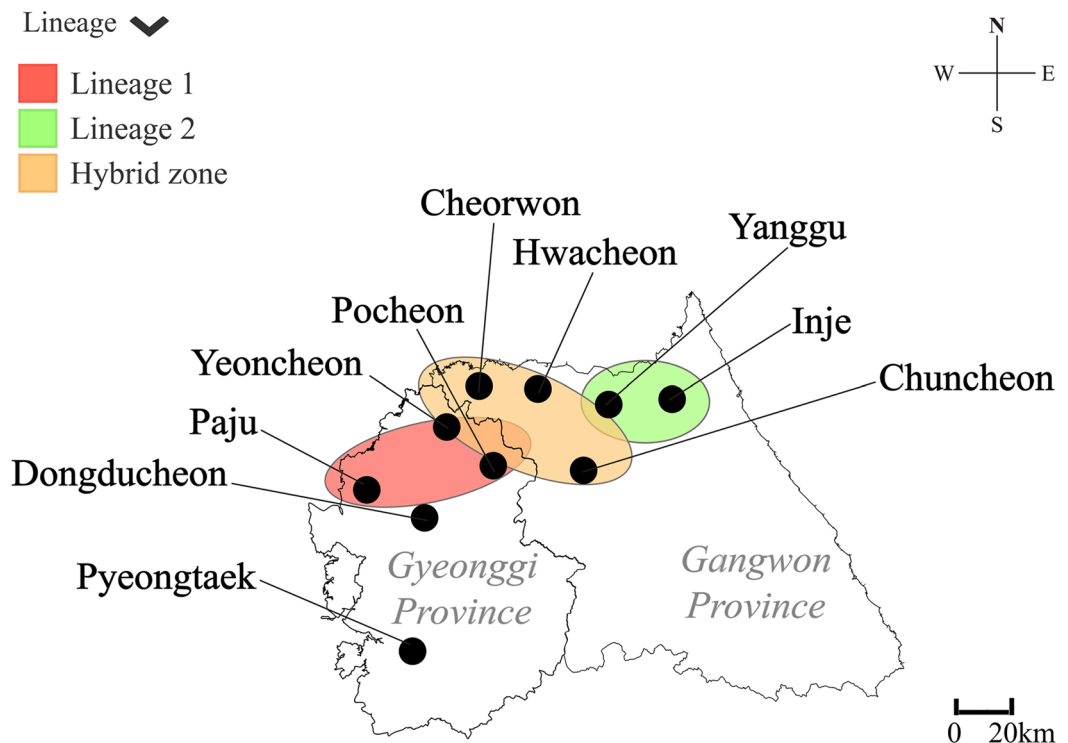 Lineage
Lineage 1
Lineage 2
Hybrid zone
N
W
E
S
Cheorwon
Hwacheon
Yanggu
Pocheon
Inje
Yeoncheon
Chuncheon
Paju
Dongducheon
Pyeongtaek
Gyeonggi
Province
Gangwon
Province
0 20km